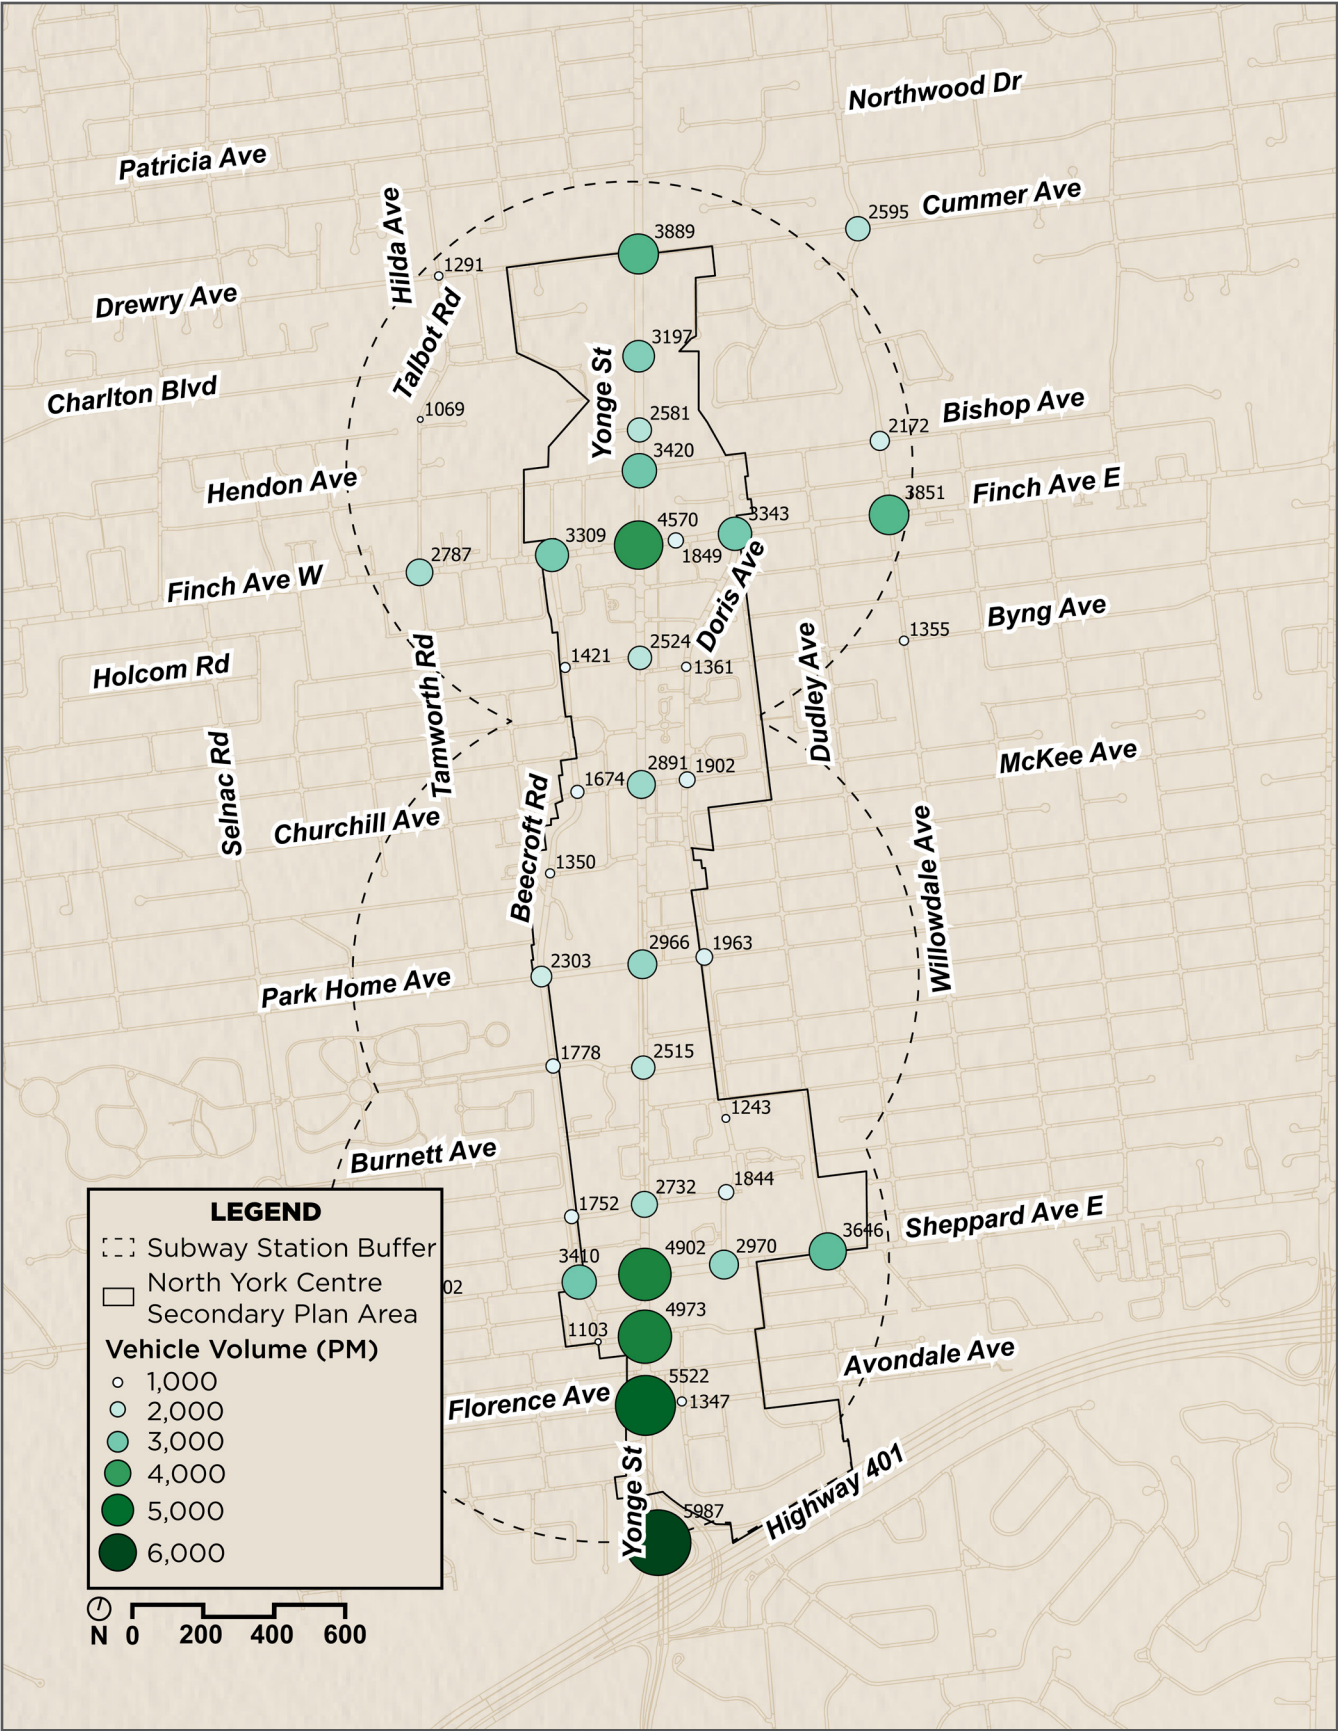 Northwood Dr
Patricia Ave
Hilda Ave
Cummer Ave
2595
3889
1291
Drewry Ave
Talbot Rd
3197
Yonge St
Charlton Blvd
1069
2581
Bishop Ave
2172
3420
Hendon Ave
Finch Ave E
3851
3343
4570
3309
1849
2787
Finch Ave W
Doris Ave
Byng Ave
1355
Dudley Ave
2524
1421
1361
Holcom Rd
Tamworth Rd
Selnac Rd
McKee Ave
2891
1902
1674
Churchill Ave
Beecroft Rd
Willowdale Ave
1350
2966
1963
2303
Park Home Ave
1778
2515
1243
Burnett Ave
2732
1844
1752
Sheppard Ave E
3646
4902
2970
3410
02
4973
1103
Avondale Ave
5522
1347
Florence Ave
Yonge St
Highway 401
5987
LEGEND
Subway Station Buffer
North York Centre
Secondary Plan Area
Vehicle Volume (PM)
1,000
2,000
3,000
4,000
5,000
6,000
N 0 200 400 600